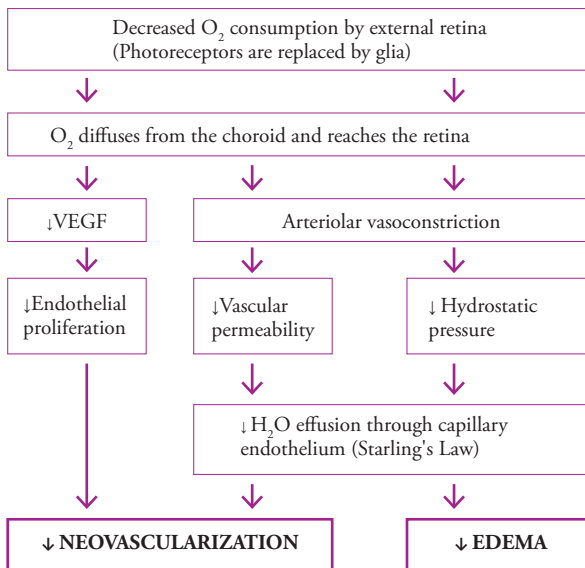 Decreased O₂ consumption by external retina
(Photoreceptors are replaced by glia)
O₂ diffuses from the choroid and reaches the retina
↓VEGF
Arteriolar vasoconstriction
↓Endothelial
proliferation
↓Vascular
permeability
↓ Hydrostatic
pressure
↓H₂O effusion through capillary
endothelium (Starling's Law)
↓ NEOVASCULARIZATION
↓ EDEMA